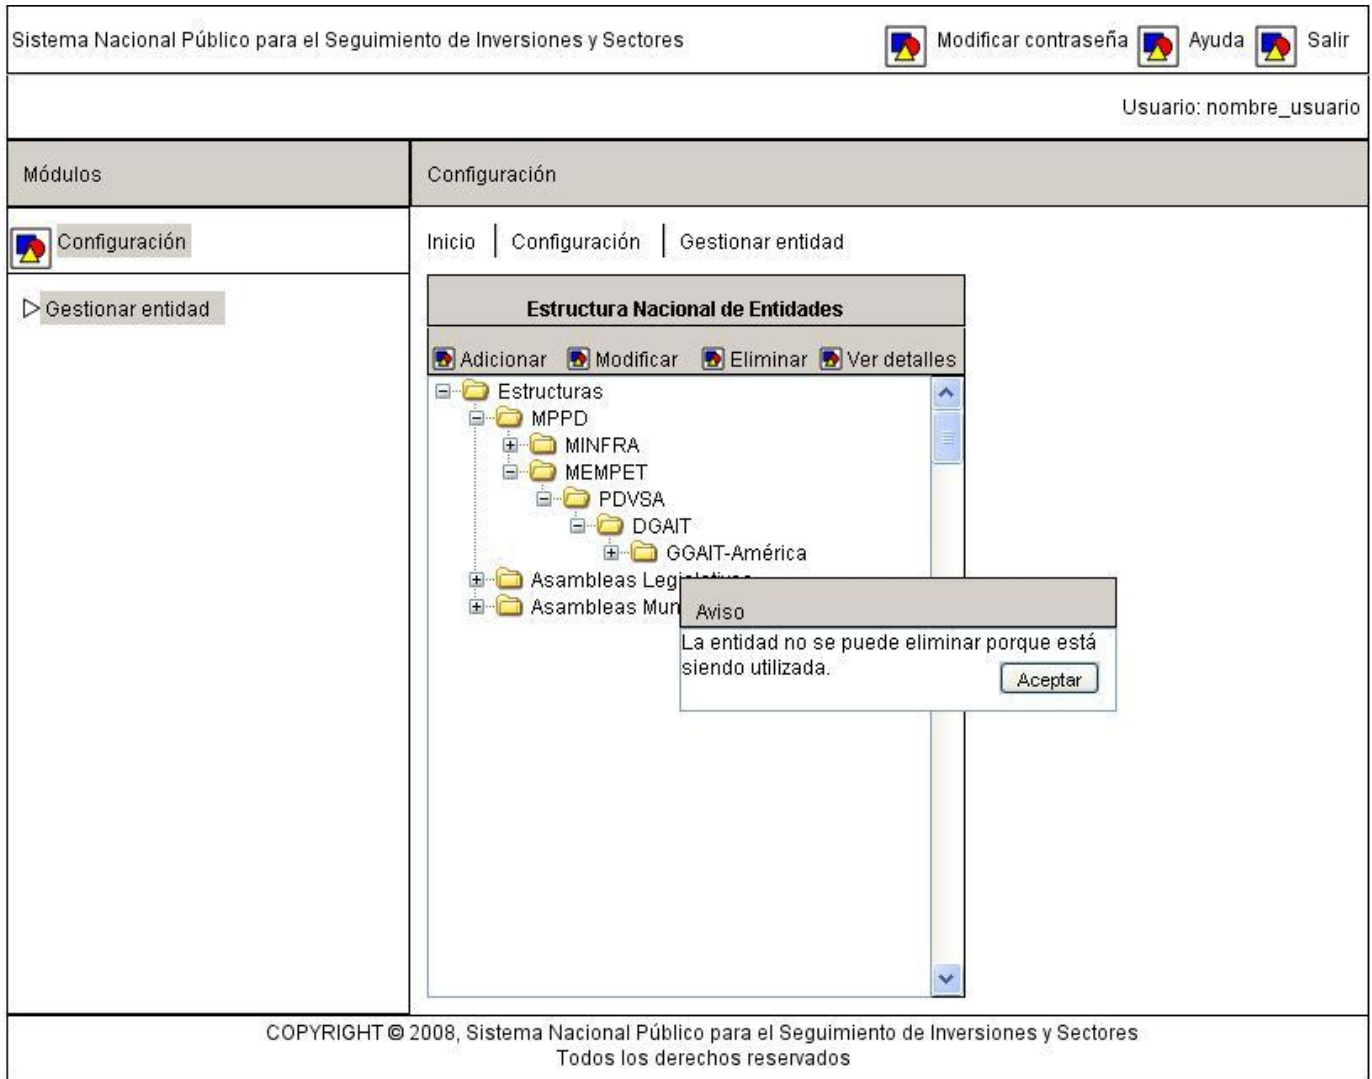 Sistema Nacional Público para el Seguimiento de Inversiones y Sectores
Modificar contraseña Ayuda Salir
Usuario: nombre_usuario
Módulos
Configuración
Configuración
Gestionar entidad
Inicio Configuración Gestionar entidad
Estructura Nacional de Entidades
Adicionar Modificar Eliminar Ver detalles
Estructuras
MPPD
MINFRA
MEMPET
PDVSA
DGAIT
GGAIT-América
Asambleas Legislativas
Asambleas Mun
Aviso
La entidad no se puede eliminar porque está
siendo utilizada.
Aceptar
COPYRIGHT © 2008, Sistema Nacional Público para el Seguimiento de Inversiones y Sectores
Todos los derechos reservados